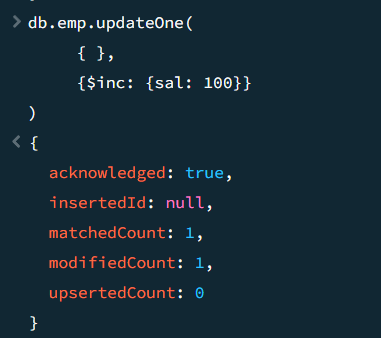 > db.emp.updateOne(
{ },
{$inc: {sal: 100}}
)
< {
acknowledged: true,
insertedId: null,
matchedCount: 1,
modifiedCount: 1,
upsertedCount: 0
}